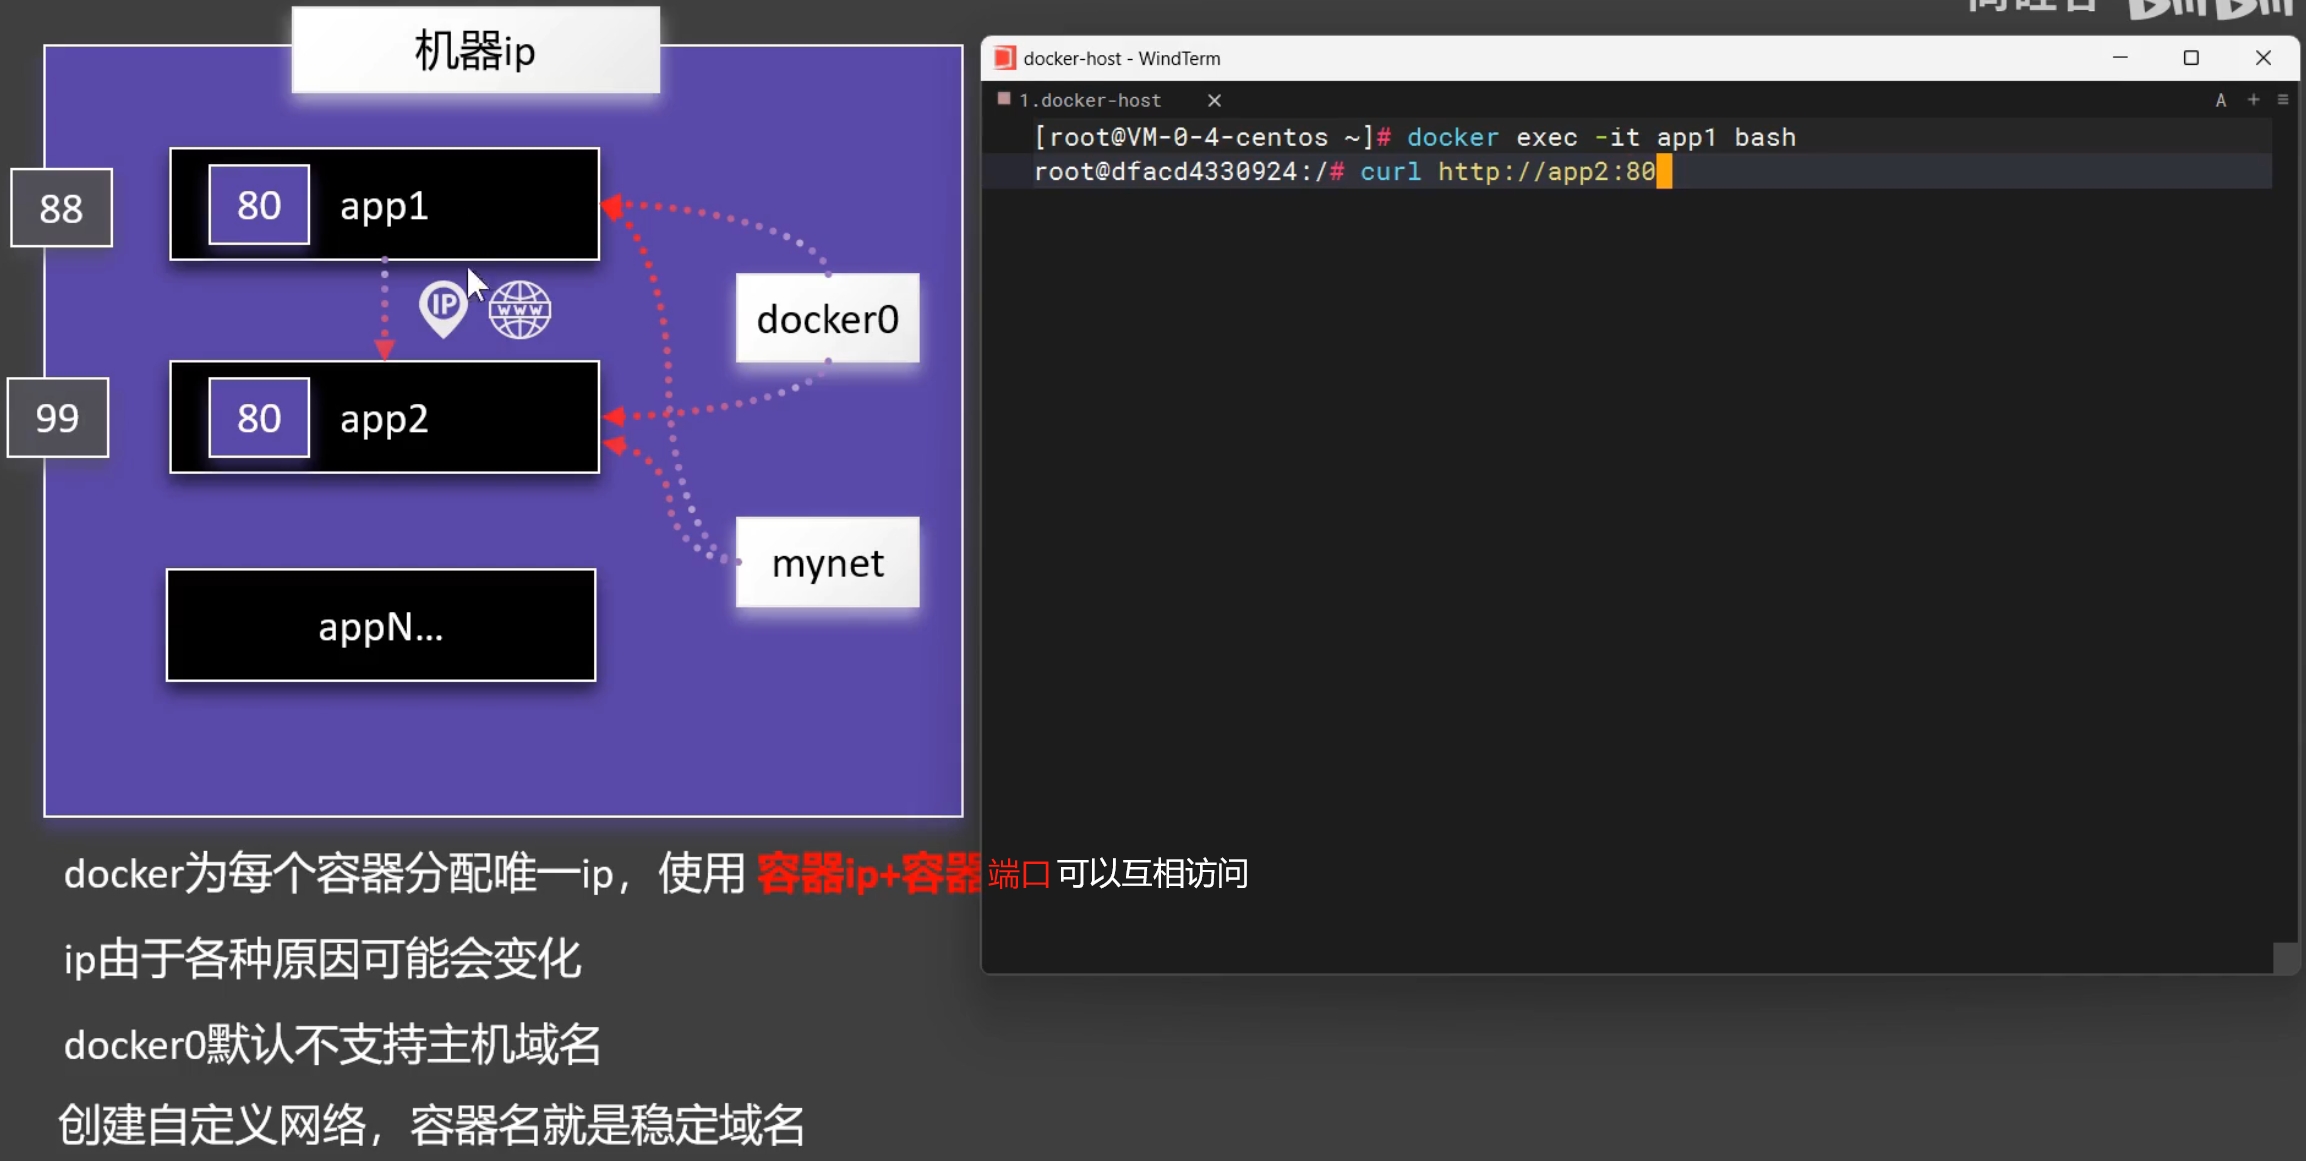 机器ip
88
80 app1
IP
WWW
docker0
99
80 app2
mynet
appN...
docker为每个容器分配唯一ip，使用 容器ip+容器端口 可以互相访问
ip由于各种原因可能会变化
docker0默认不支持主机域名
创建自定义网络，容器名就是稳定域名
docker-host - WindTerm
1.docker-host
A
[root@VM-0-4-centos ~]# docker exec -it app1 bash
root@dfacd4330924:/# curl http://app2:80